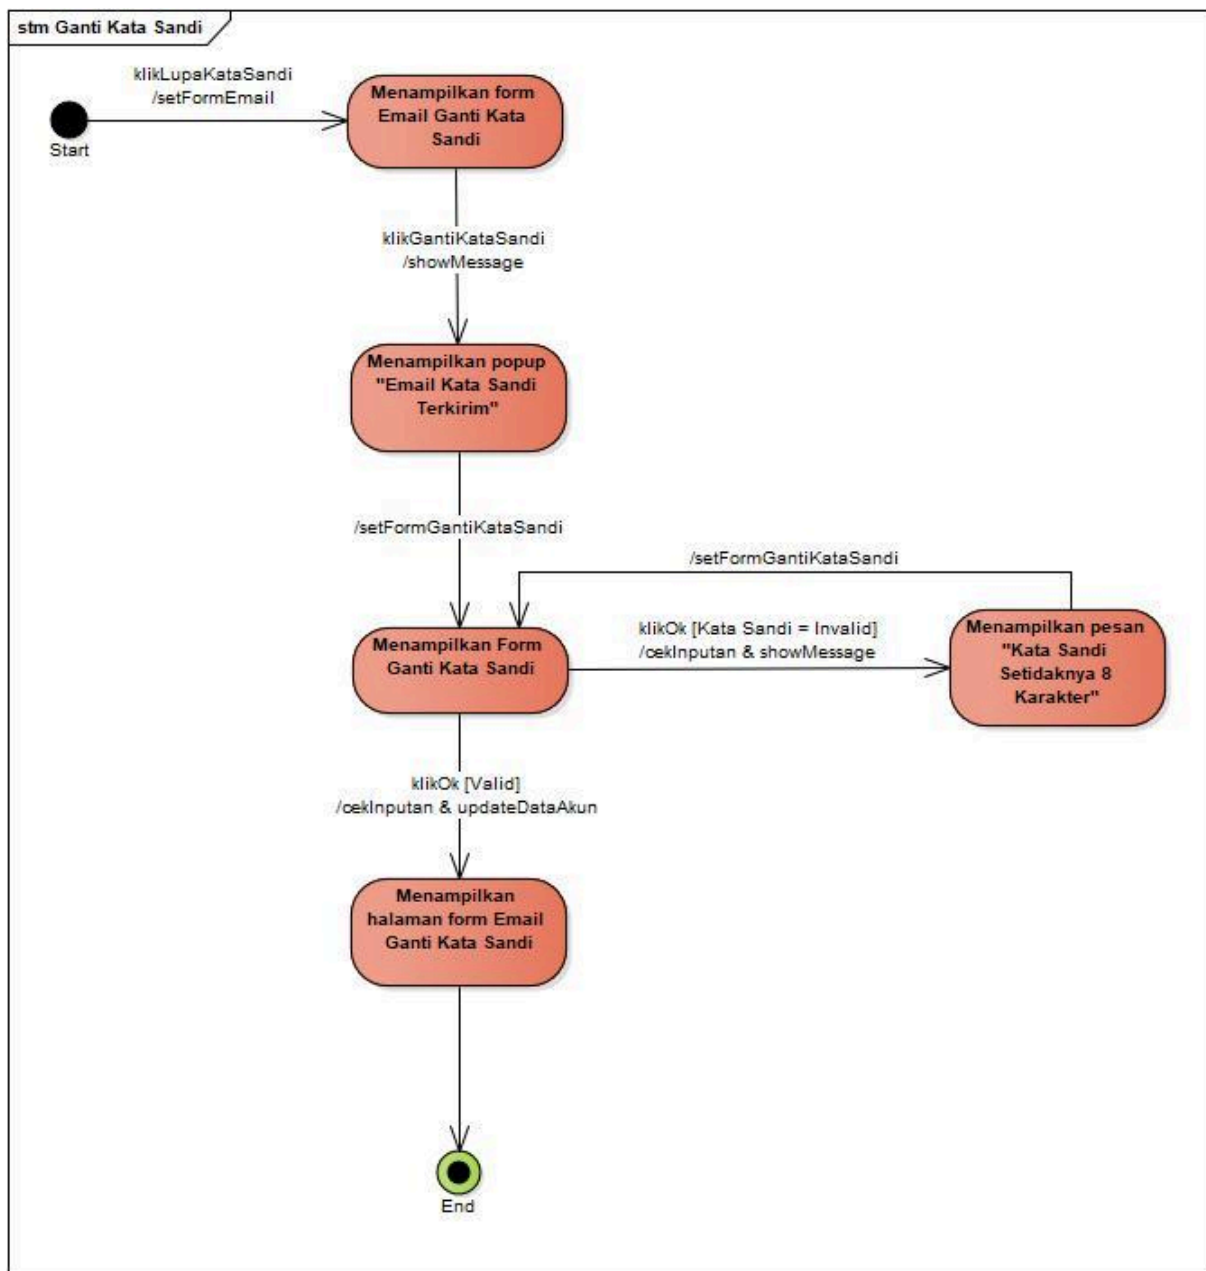 stm Ganti Kata Sandi
klikLupaKataSandi
/setFormEmail
Start
Menampilkan form
Email Ganti Kata
Sandi
klikGantiKataSandi
/showMessage
Menampilkan popup
"Email Kata Sandi
Terkirim"
/setFormGantiKataSandi
/setFormGantiKataSandi
Menampilkan Form
Ganti Kata Sandi
klikOk [Kata Sandi = Invalid]
/cekInputan & showMessage
Menampilkan pesan
"Kata Sandi
Setidaknya 8
Karakter"
klikOk [Valid]
/cekInputan & updateDataAkun
Menampilkan
halaman form Email
Ganti Kata Sandi
End